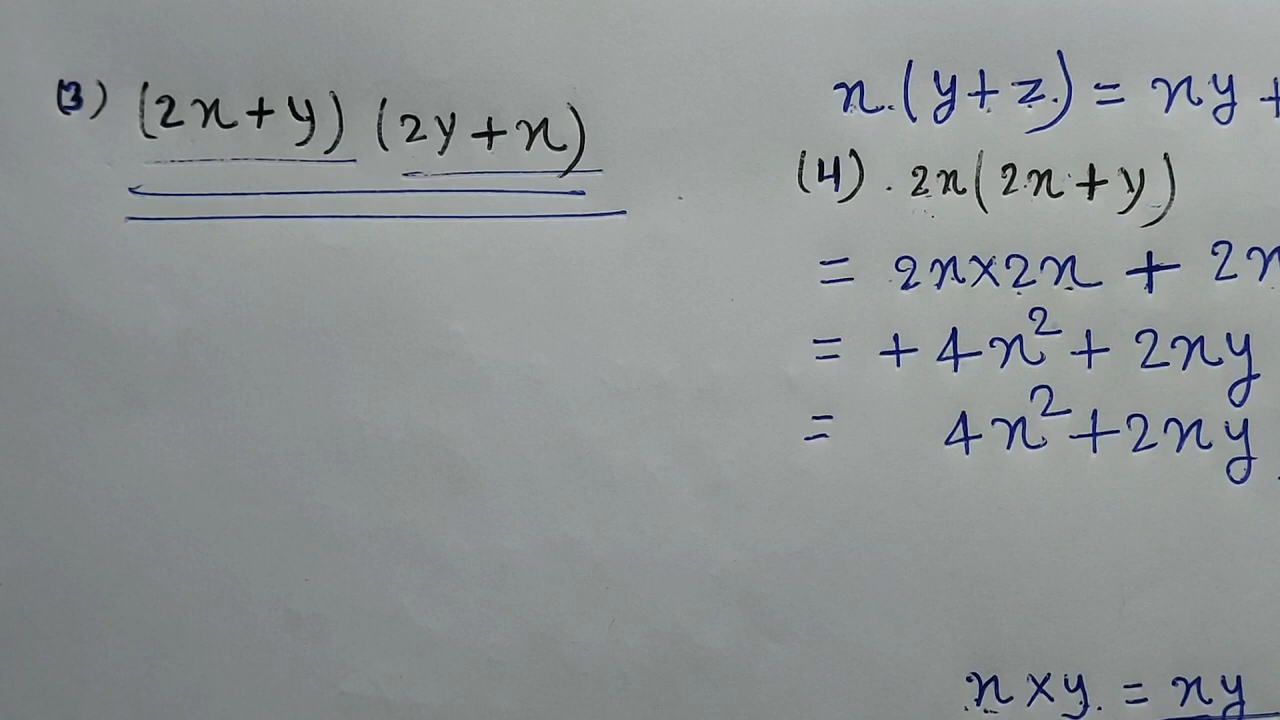 (3) (2x+y) (2y+x)
x.(y+z) = xy +
(4). 2x(2x+y)
= 2x×2x + 2x
= +4x²+ 2xy
= 4x²+2xy.
x×y. = xy